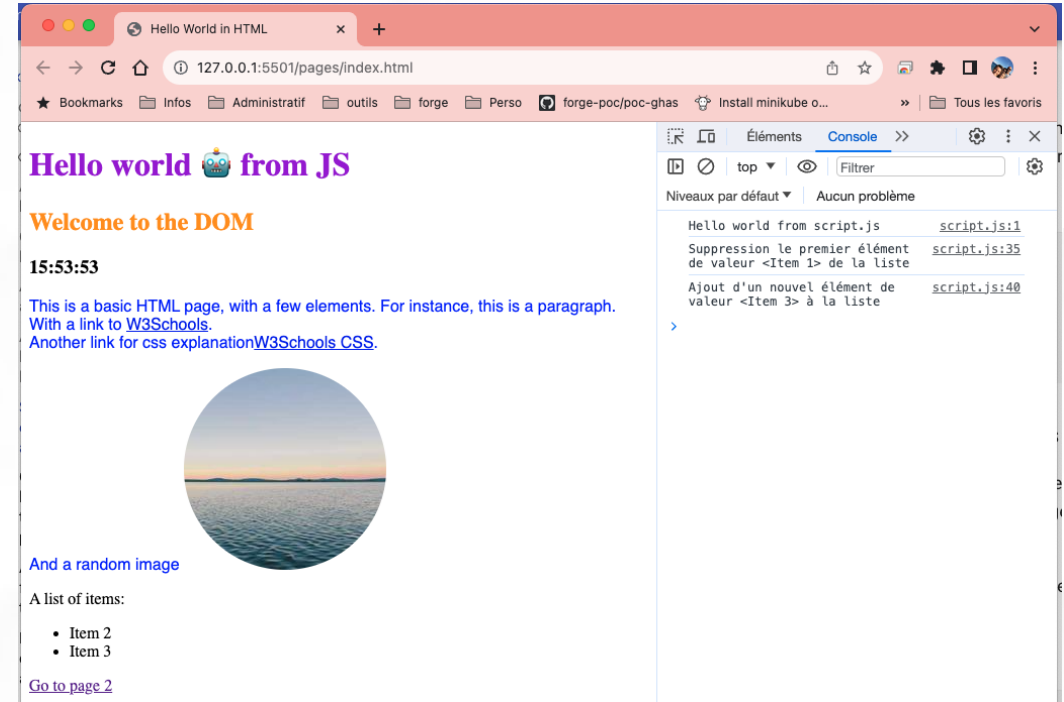 Hello World in HTML
127.0.0.1:5501/pages/index.html
Bookmarks Infos Administratif outils forge Perso forge-poc/poc-ghas Install minikube o... » Tous les favoris
Hello world 🤖 from JS
Welcome to the DOM
15:53:53
This is a basic HTML page, with a few elements. For instance, this is a paragraph.
With a link to W3Schools.
Another link for css explanationW3Schools CSS.
And a random image
A list of items:
• Item 2
• Item 3
Go to page 2
Éléments Console
top Filtrer
Niveaux par défaut Aucun problème
Hello world from script.js script.js:1
Suppression le premier élément script.js:35
de valeur <Item 1> de la liste
Ajout d'un nouvel élément de script.js:40
valeur <Item 3> à la liste